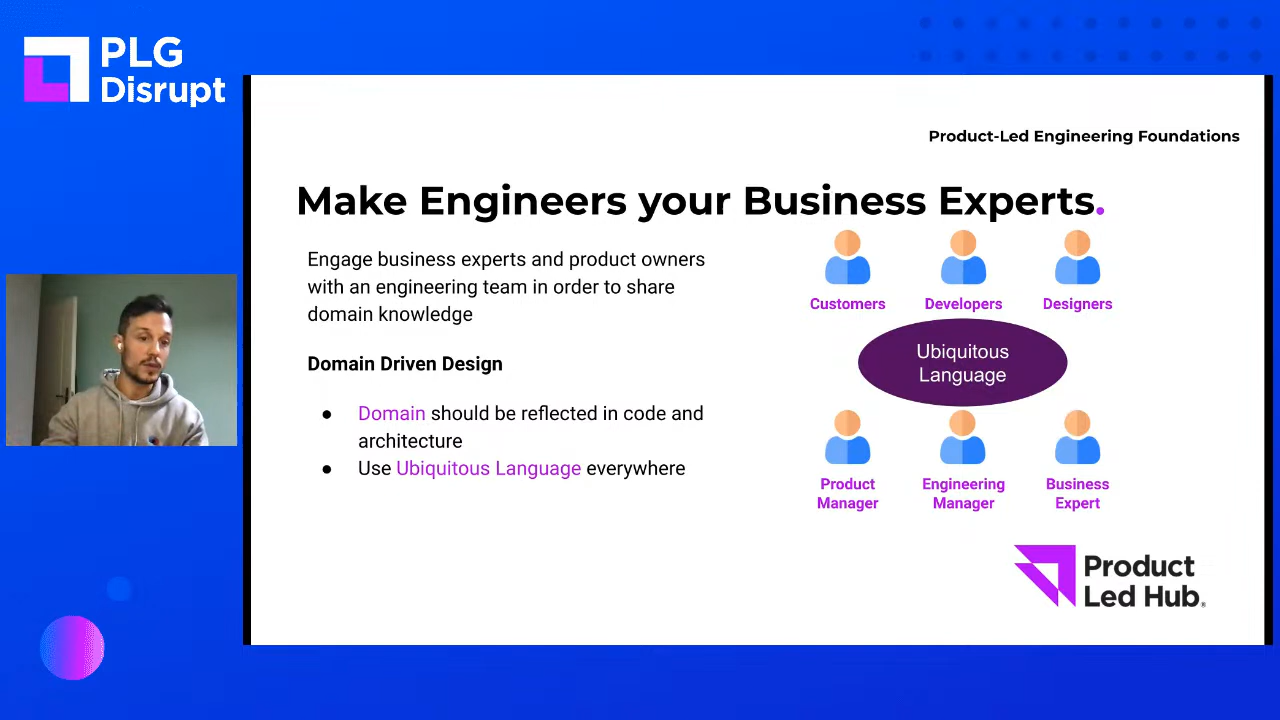 PLG
Disrupt
Product-Led Engineering Foundations
Make Engineers your Business Experts.
Engage business experts and product owners
with an engineering team in order to share
domain knowledge
Domain Driven Design
● Domain should be reflected in code and
architecture
● Use Ubiquitous Language everywhere
Customers
Developers
Designers
Ubiquitous
Language
Product
Manager
Engineering
Manager
Business
Expert
Product
Led Hub®